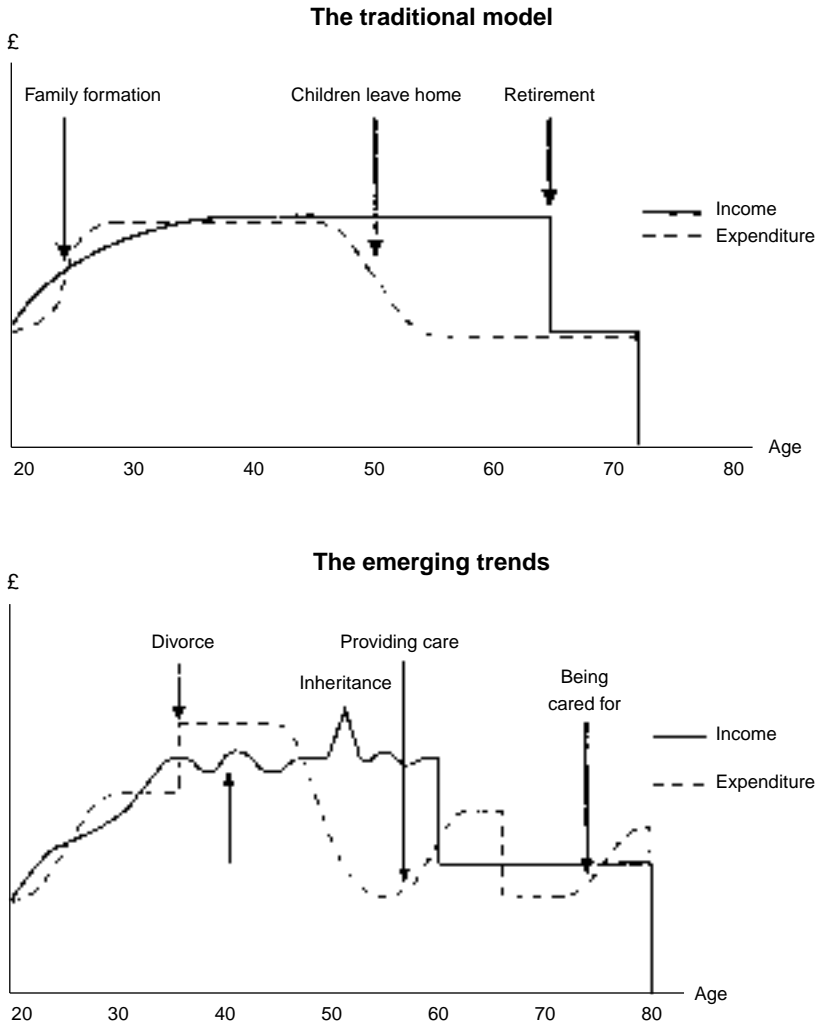 The traditional model
£
Family formation
Children leave home
Retirement
Income
Expenditure
Age
20 30 40 50 60 70 80
The emerging trends
£
Divorce
Providing care
Inheritance
Being
cared for
Income
Expenditure
Age
20 30 40 50 60 70 80